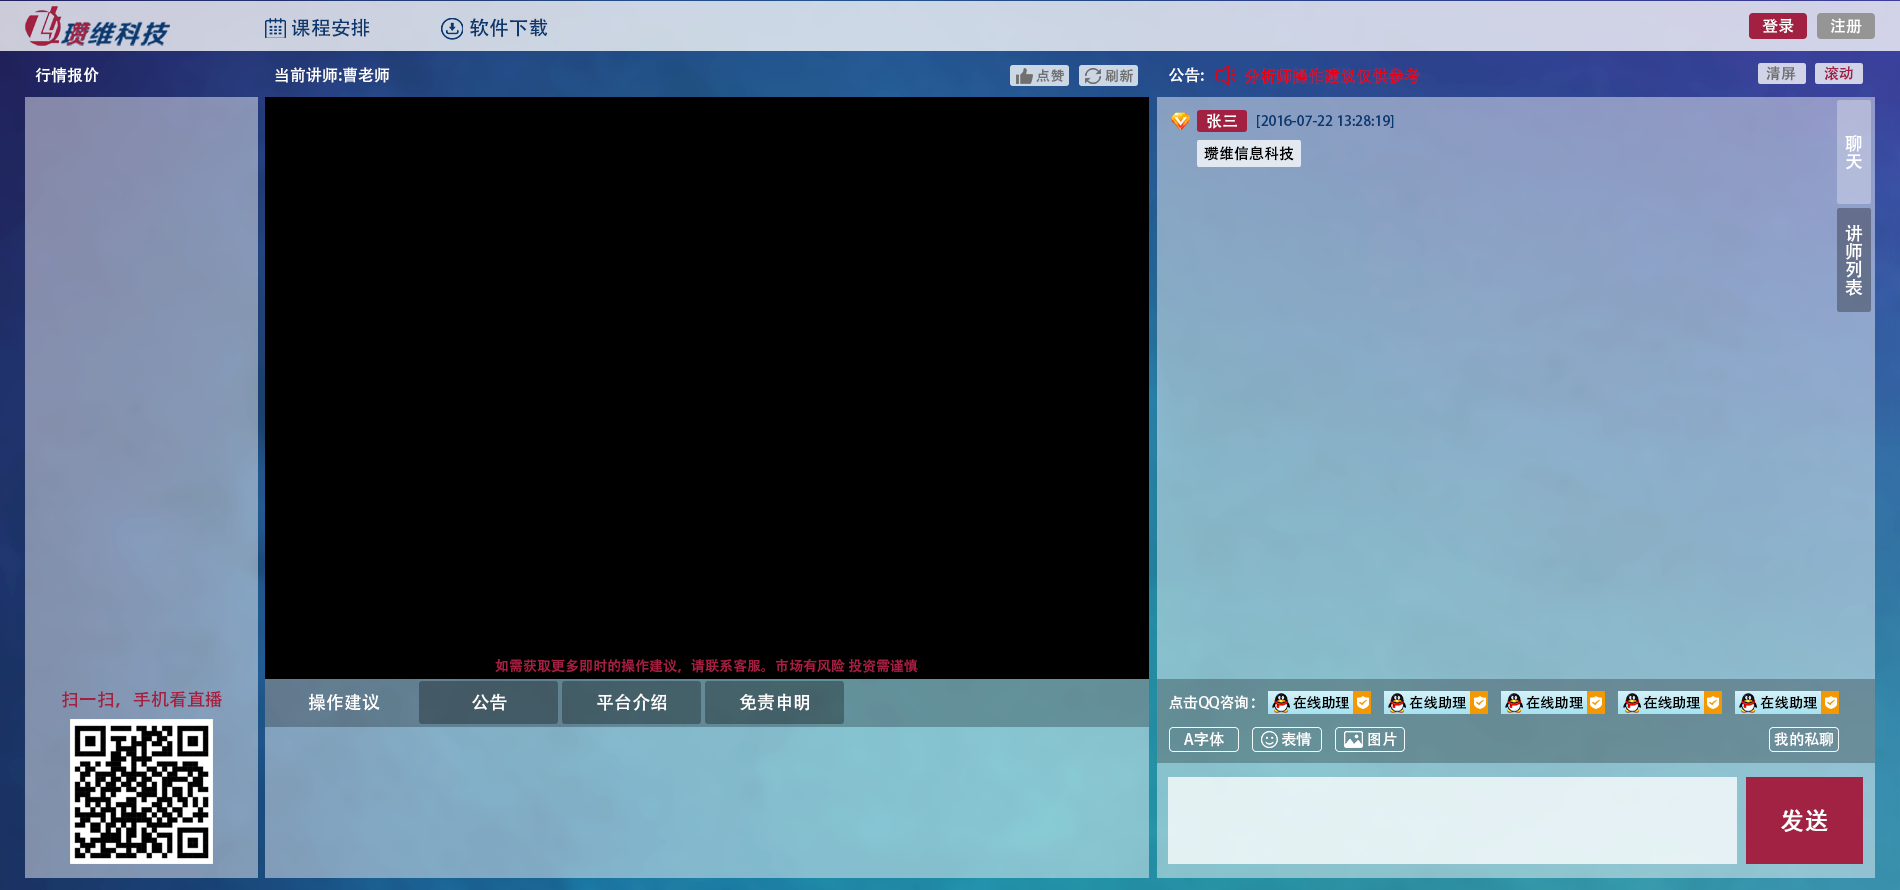 瓒维科技
课程安排
软件下载
登录
注册
行情报价
当前讲师:曹老师
点赞
刷新
公告:
分析师操作建议仅供参考
清屏
滚动
张三
[2016-07-22 13:28:19]
瓒维信息科技
聊天
讲师列表
如需获取更多即时的操作建议，请联系客服。市场有风险 投资需谨慎
操作建议
公告
平台介绍
免责申明
扫一扫，手机看直播
点击QQ咨询：
在线助理
在线助理
在线助理
在线助理
在线助理
A字体
表情
图片
我的私聊
发送